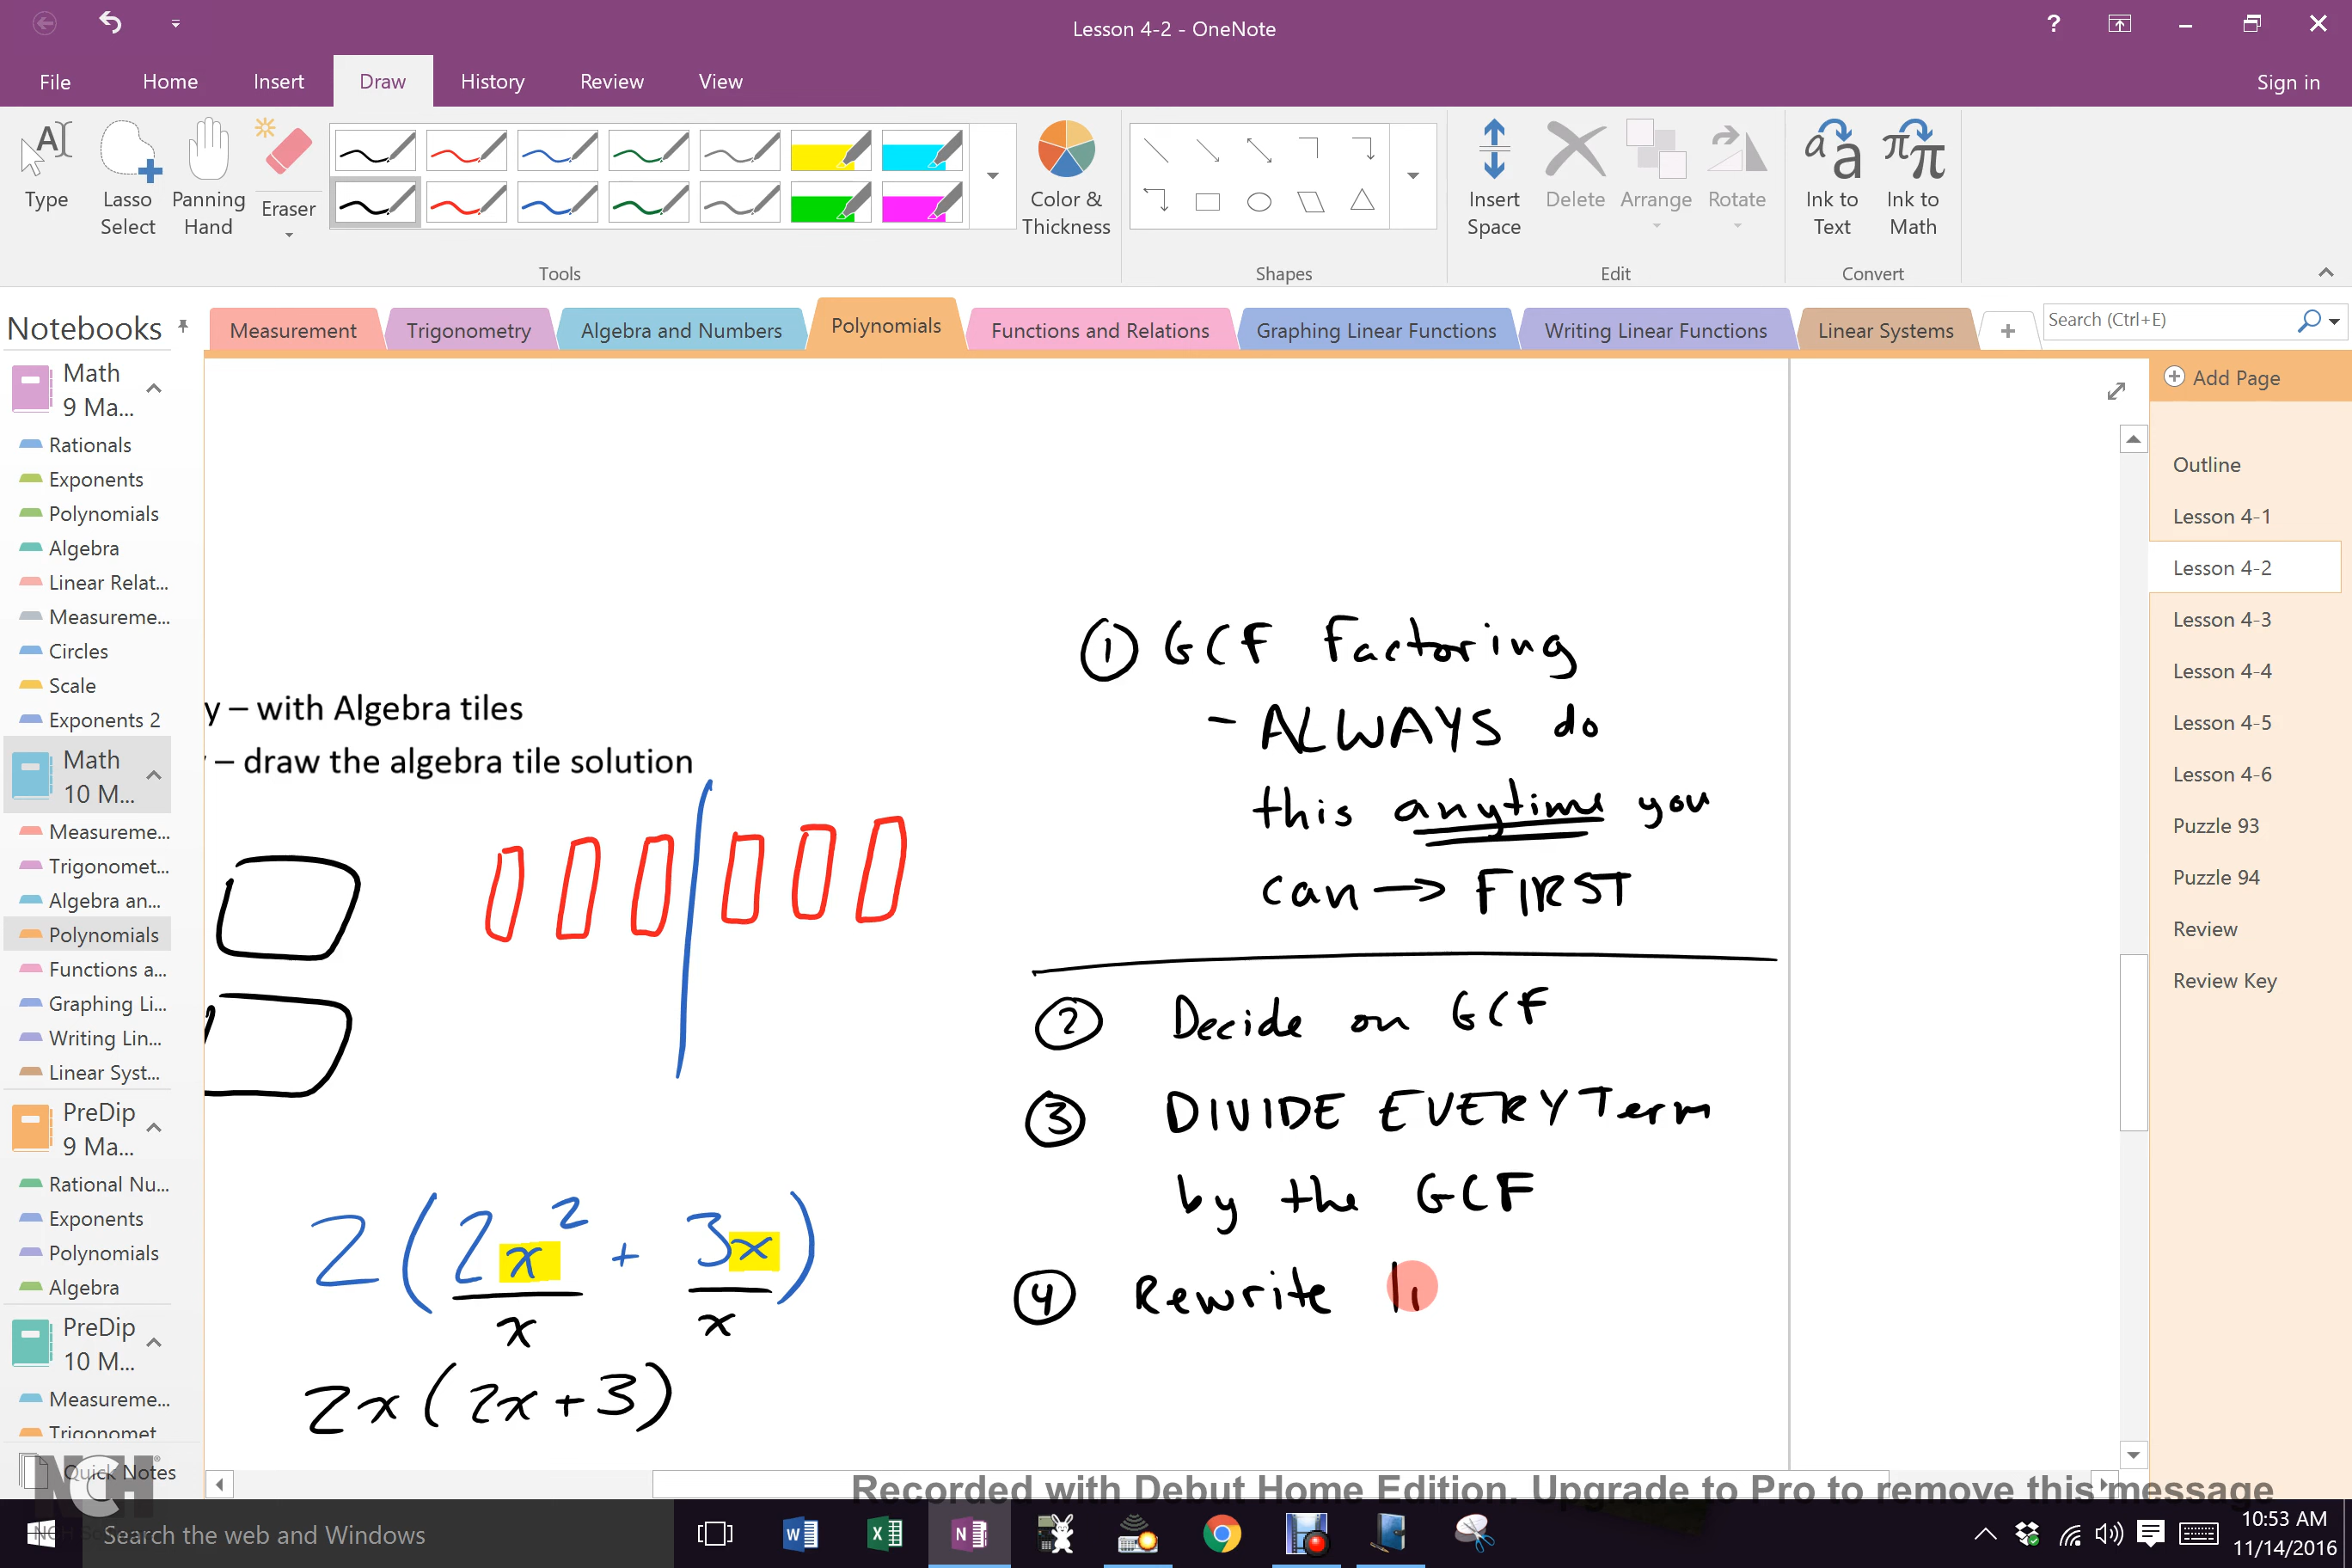 Lesson 4-2 - OneNote
File Home Insert Draw History Review View Sign in
Type
Lasso Select
Panning Hand
Eraser
Color & Thickness
Insert Space
Delete
Arrange
Rotate
Ink to Text
Ink to Math
Tools Shapes Edit Convert
Notebooks
Measurement Trigonometry Algebra and Numbers Polynomials Functions and Relations Graphing Linear Functions Writing Linear Functions Linear Systems +
Search (Ctrl+E)
Math
9 Ma...
Rationals
Exponents
Polynomials
Algebra
Linear Relat...
Measureme...
Circles
Scale
Exponents 2
Math
10 M...
Measureme...
Trigonomet...
Algebra an...
Polynomials
Functions a...
Graphing Li...
Writing Lin...
Linear Syst...
PreDip
9 Ma...
Rational Nu...
Exponents
Polynomials
Algebra
PreDip
10 M...
Measureme...
Trigonomet
Quick Notes
y – with Algebra tiles
– draw the algebra tile solution
2(2x² + 3x)
x x
2x(2x+3)
① GCF Factoring
- ALWAYS do
this anytime you
can → FIRST
② Decide on GCF
③ DIVIDE EVERY Term
by the GCF
④ Rewrite
Add Page
Outline
Lesson 4-1
Lesson 4-2
Lesson 4-3
Lesson 4-4
Lesson 4-5
Lesson 4-6
Puzzle 93
Puzzle 94
Review
Review Key
NCH
Recorded with Debut Home Edition. Upgrade to Pro to remove this message
Search the web and Windows
10:53 AM
11/14/2016